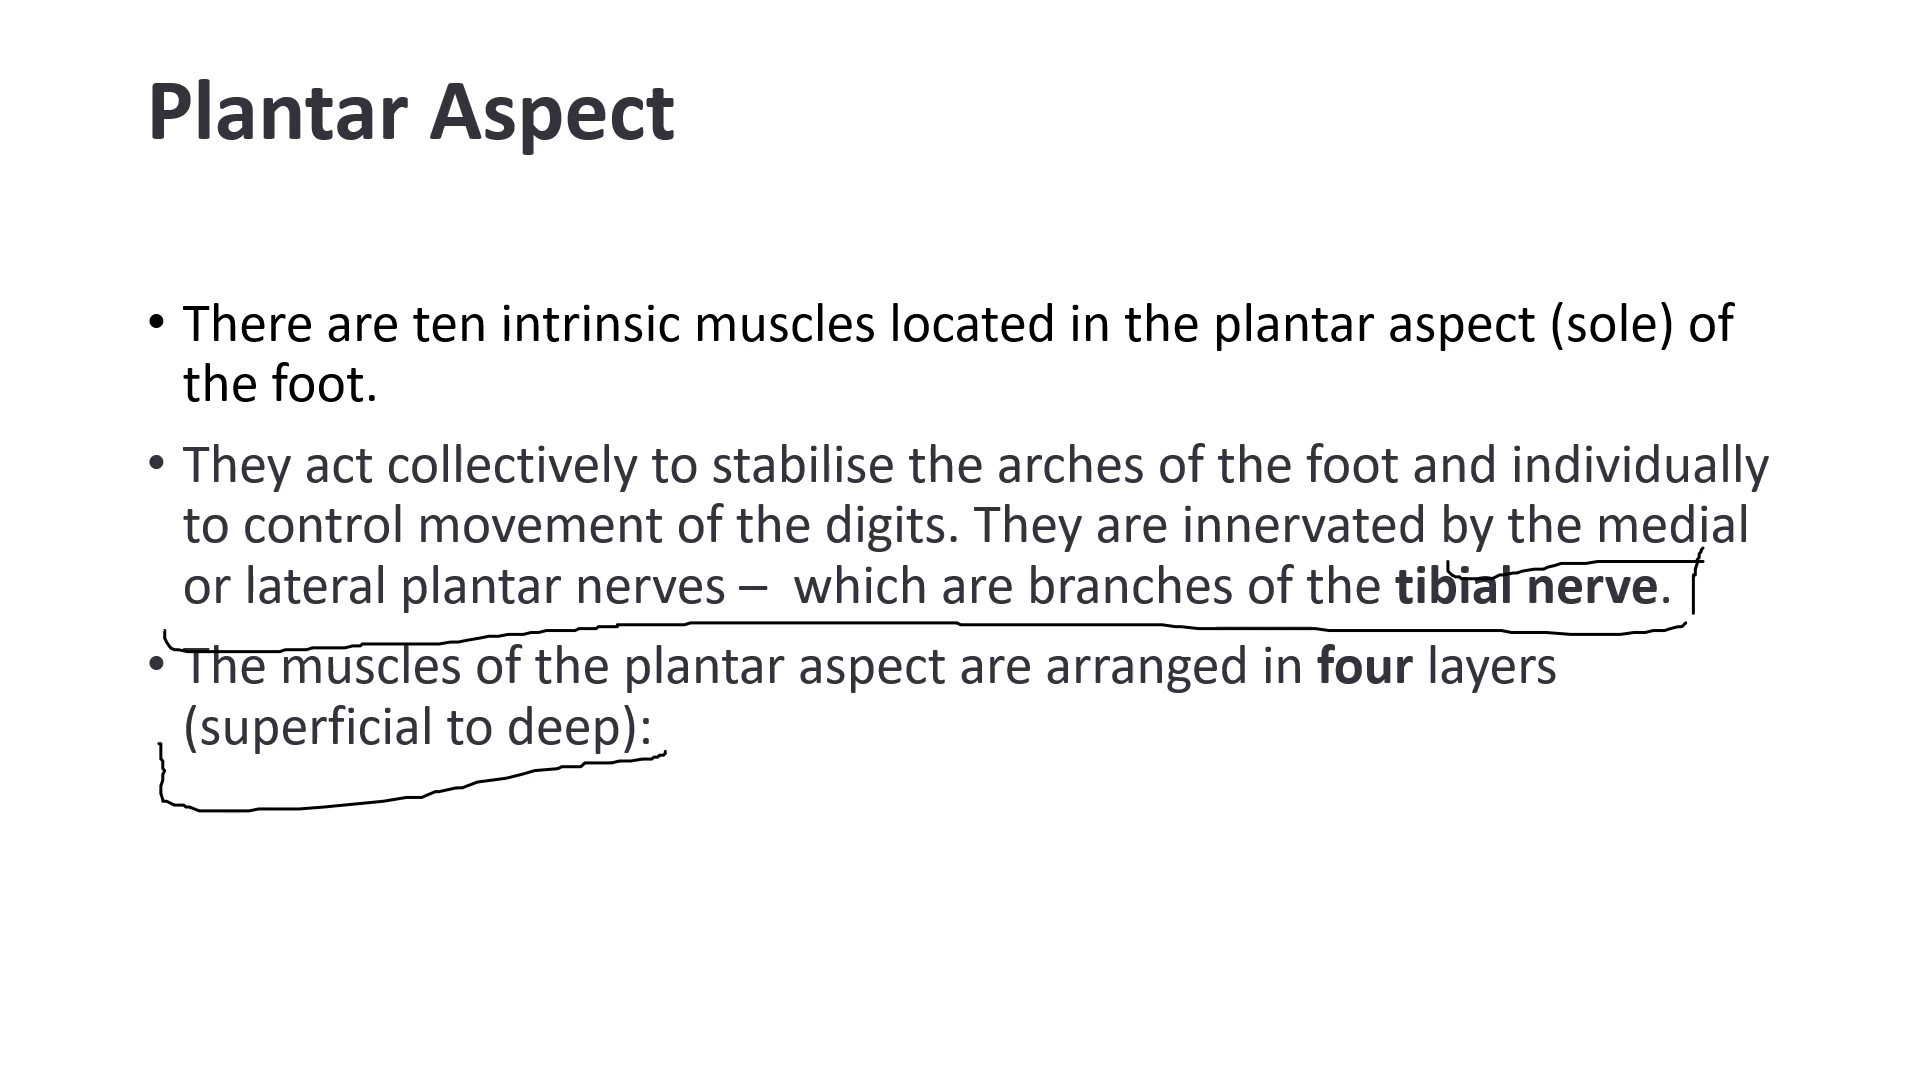 Plantar Aspect
• There are ten intrinsic muscles located in the plantar aspect (sole) of
the foot.
• They act collectively to stabilise the arches of the foot and individually
to control movement of the digits. They are innervated by the medial
or lateral plantar nerves –  which are branches of the tibial nerve.
• The muscles of the plantar aspect are arranged in four layers
(superficial to deep):